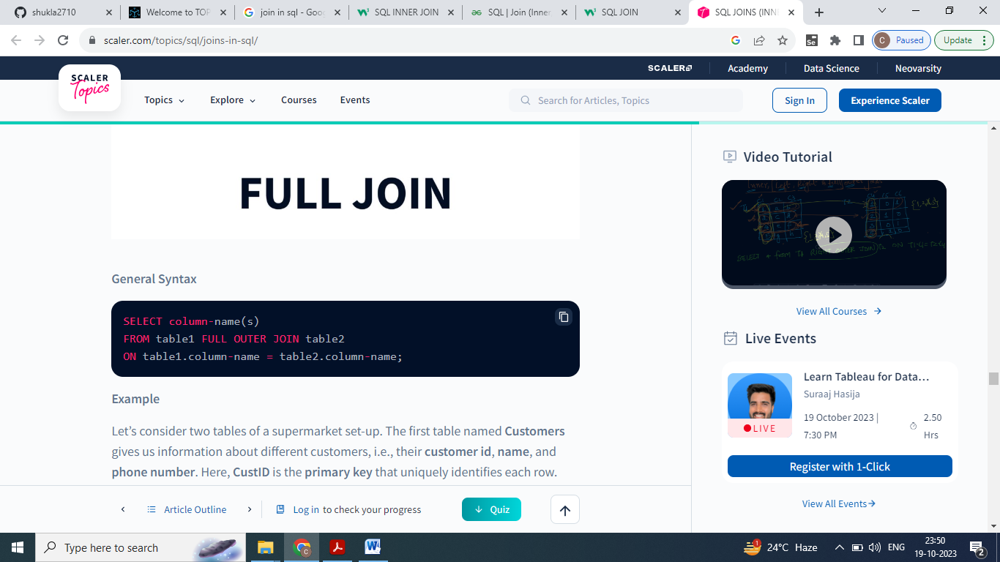 shukla2710
Welcome to TOP
join in sql - Goo
SQL INNER JOIN
SQL | Join (Inner
SQL JOIN
SQL JOINS (INN
scaler.com/topics/sql/joins-in-sql/
Se
C Paused
Update
SCALER
Academy
Data Science
Neovarsity
SCALER
Topics
Topics
Explore
Courses
Events
Search for Articles, Topics
Sign In
Experience Scaler
FULL JOIN
General Syntax
SELECT column-name(s)
FROM table1 FULL OUTER JOIN table2
ON table1.column-name = table2.column-name;
Example
Let’s consider two tables of a supermarket set-up. The first table named Customers
gives us information about different customers, i.e., their customer id, name, and
phone number. Here, CustID is the primary key that uniquely identifies each row.
Article Outline
Log in to check your progress
Quiz
Video Tutorial
View All Courses
Live Events
Learn Tableau for Data…
Suraaj Hasija
19 October 2023 |
7:30 PM
2.50
Hrs
LIVE
Register with 1-Click
View All Events
Type here to search
C
1
24°C Haze
ENG
23:50
19-10-2023
2